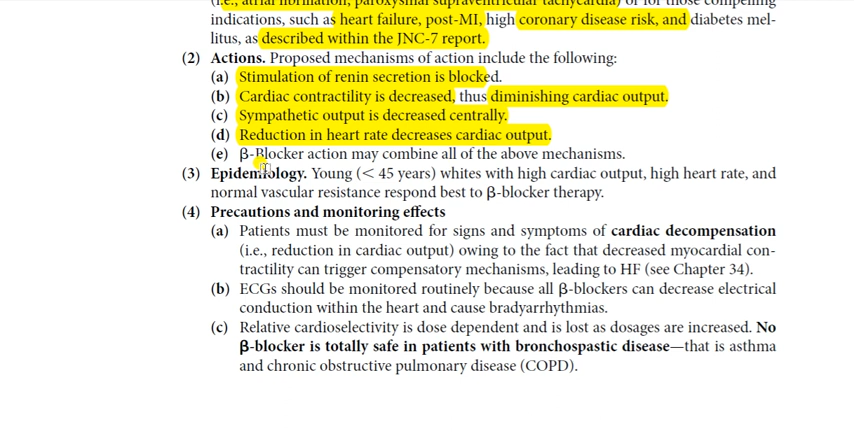 (i.e., atrial fibrillation, paroxysmal supraventricular tachycardia) or for those compelling
indications, such as heart failure, post-MI, high coronary disease risk, and diabetes mel-
litus, as described within the JNC-7 report.
(2) Actions. Proposed mechanisms of action include the following:
(a) Stimulation of renin secretion is blocked.
(b) Cardiac contractility is decreased, thus diminishing cardiac output.
(c) Sympathetic output is decreased centrally.
(d) Reduction in heart rate decreases cardiac output.
(e) β-Blocker action may combine all of the above mechanisms.
(3) Epidemiology. Young (< 45 years) whites with high cardiac output, high heart rate, and
normal vascular resistance respond best to β-blocker therapy.
(4) Precautions and monitoring effects
(a) Patients must be monitored for signs and symptoms of cardiac decompensation
(i.e., reduction in cardiac output) owing to the fact that decreased myocardial con-
tractility can trigger compensatory mechanisms, leading to HF (see Chapter 34).
(b) ECGs should be monitored routinely because all β-blockers can decrease electrical
conduction within the heart and cause bradyarrhythmias.
(c) Relative cardioselectivity is dose dependent and is lost as dosages are increased. No
β-blocker is totally safe in patients with bronchospastic disease—that is asthma
and chronic obstructive pulmonary disease (COPD).